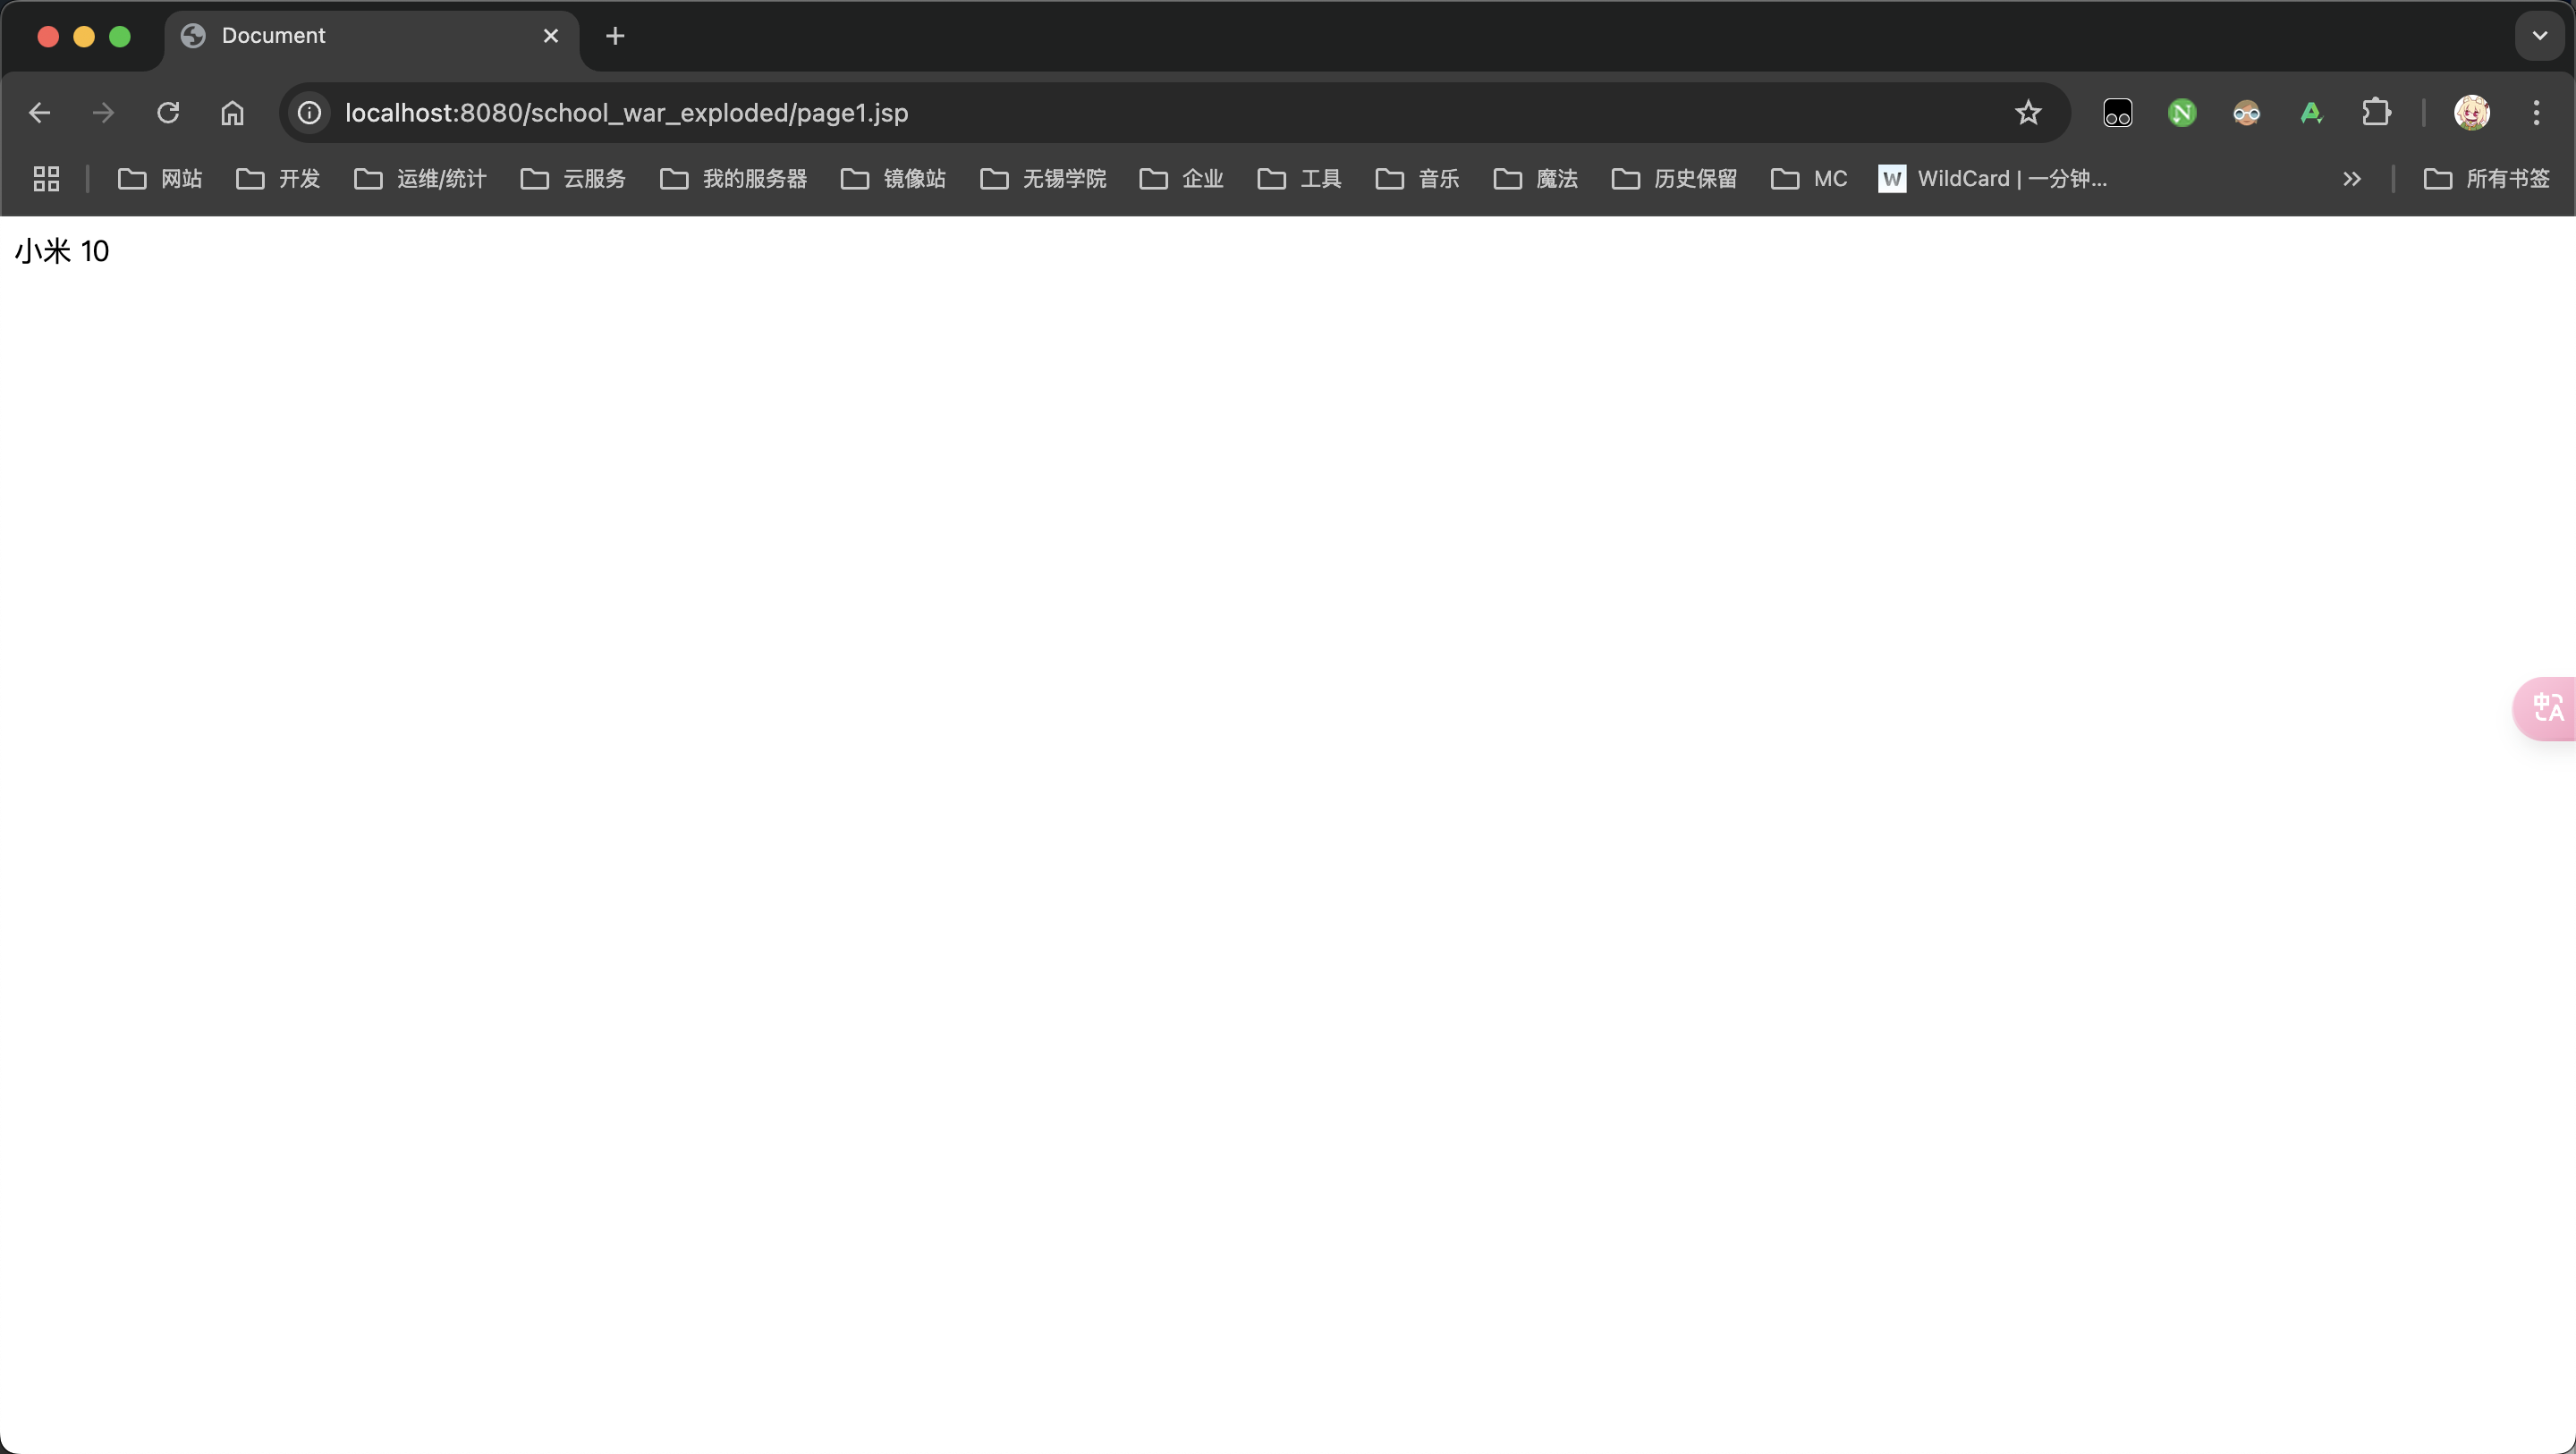 Document
localhost:8080/school_war_exploded/page1.jsp
网站 开发 运维/统计 云服务 我的服务器 镜像站 无锡学院 企业 工具 音乐 魔法 历史保留 MC W WildCard | 一分钟... 所有书签
小米 10
中A